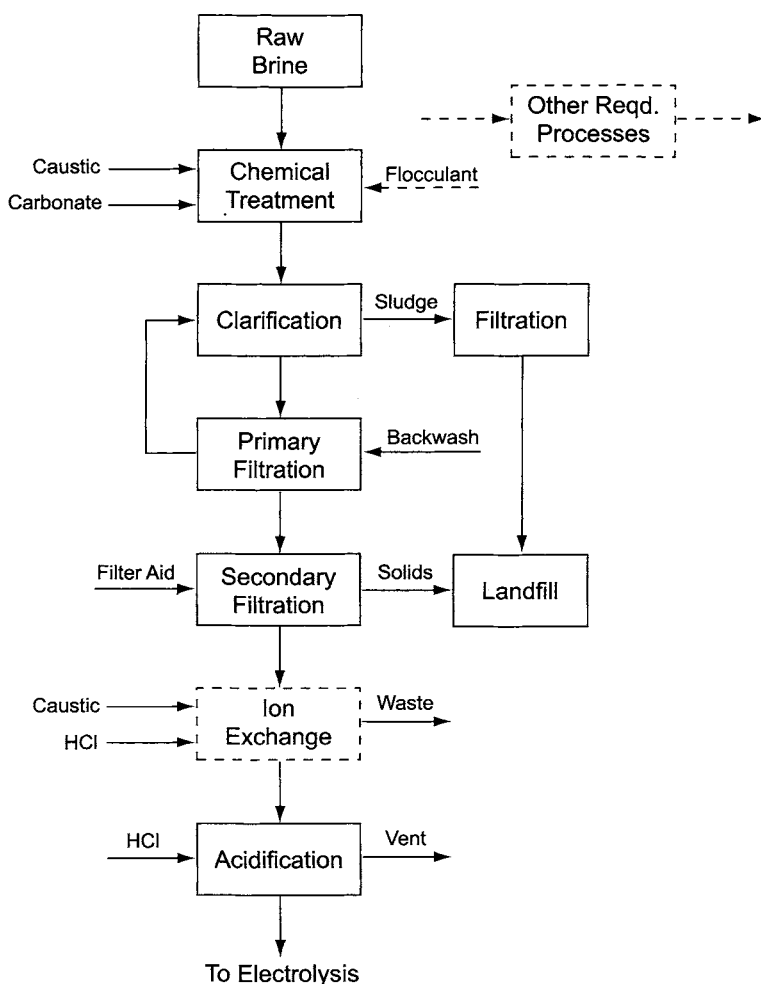 Raw
Brine
Other Reqd.
Processes
Caustic
Carbonate
Chemical
Treatment
Flocculant
Clarification
Sludge
Filtration
Primary
Filtration
Backwash
Filter Aid
Secondary
Filtration
Solids
Landfill
Caustic
HCl
Ion
Exchange
Waste
HCl
Acidification
Vent
To Electrolysis